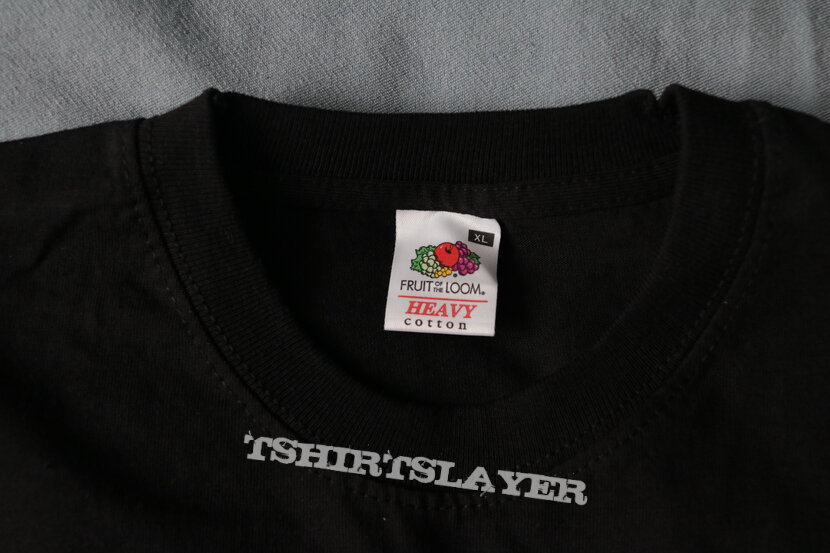 XL
FRUIT OF THE LOOM®
HEAVY
cotton
TSHIRTSLAYER